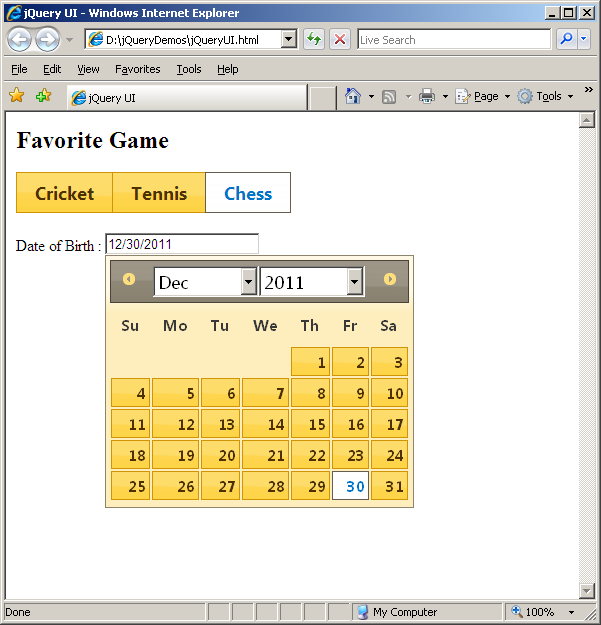 jQuery UI - Windows Internet Explorer
D:\jQueryDemos\jQueryUI.html
Live Search
File Edit View Favorites Tools Help
jQuery UI
Page Tools »
Favorite Game
Cricket Tennis Chess
Date of Birth : 12/30/2011
Dec 2011
Su Mo Tu We Th Fr Sa
1 2 3
4 5 6 7 8 9 10
11 12 13 14 15 16 17
18 19 20 21 22 23 24
25 26 27 28 29 30 31
Done My Computer 100%